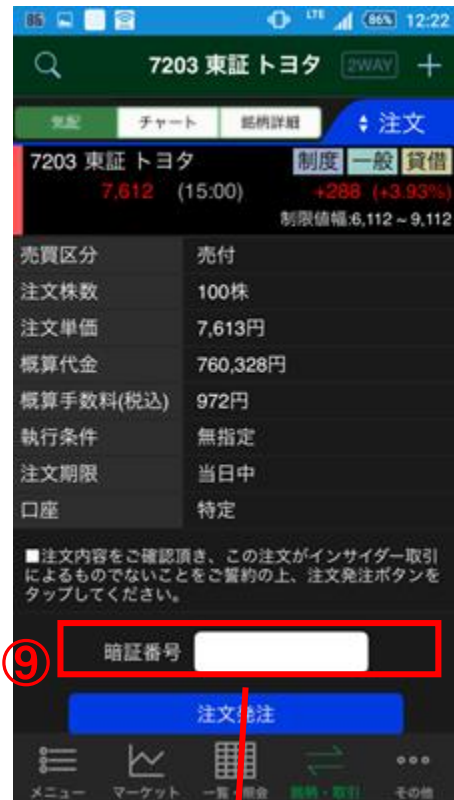 86% 12:22
7203 東証 トヨタ 2WAY
気配 チャート 銘柄詳細 注文
7203 東証 トヨタ 制度 一般 貸借
7,612 (15:00) +288 (+3.93%)
制限値幅:6,112 ~ 9,112
売買区分 売付
注文株数 100株
注文単価 7,613円
概算代金 760,328円
概算手数料(税込) 972円
執行条件 無指定
注文期限 当日中
口座 特定
■注文内容をご確認頂き、この注文がインサイダー取引
によるものでないことをご誓約の上、注文発注ボタンを
タップしてください。
⑨ 暗証番号
注文発注
メニュー マーケット 一覧・照会 銘柄・取引 その他